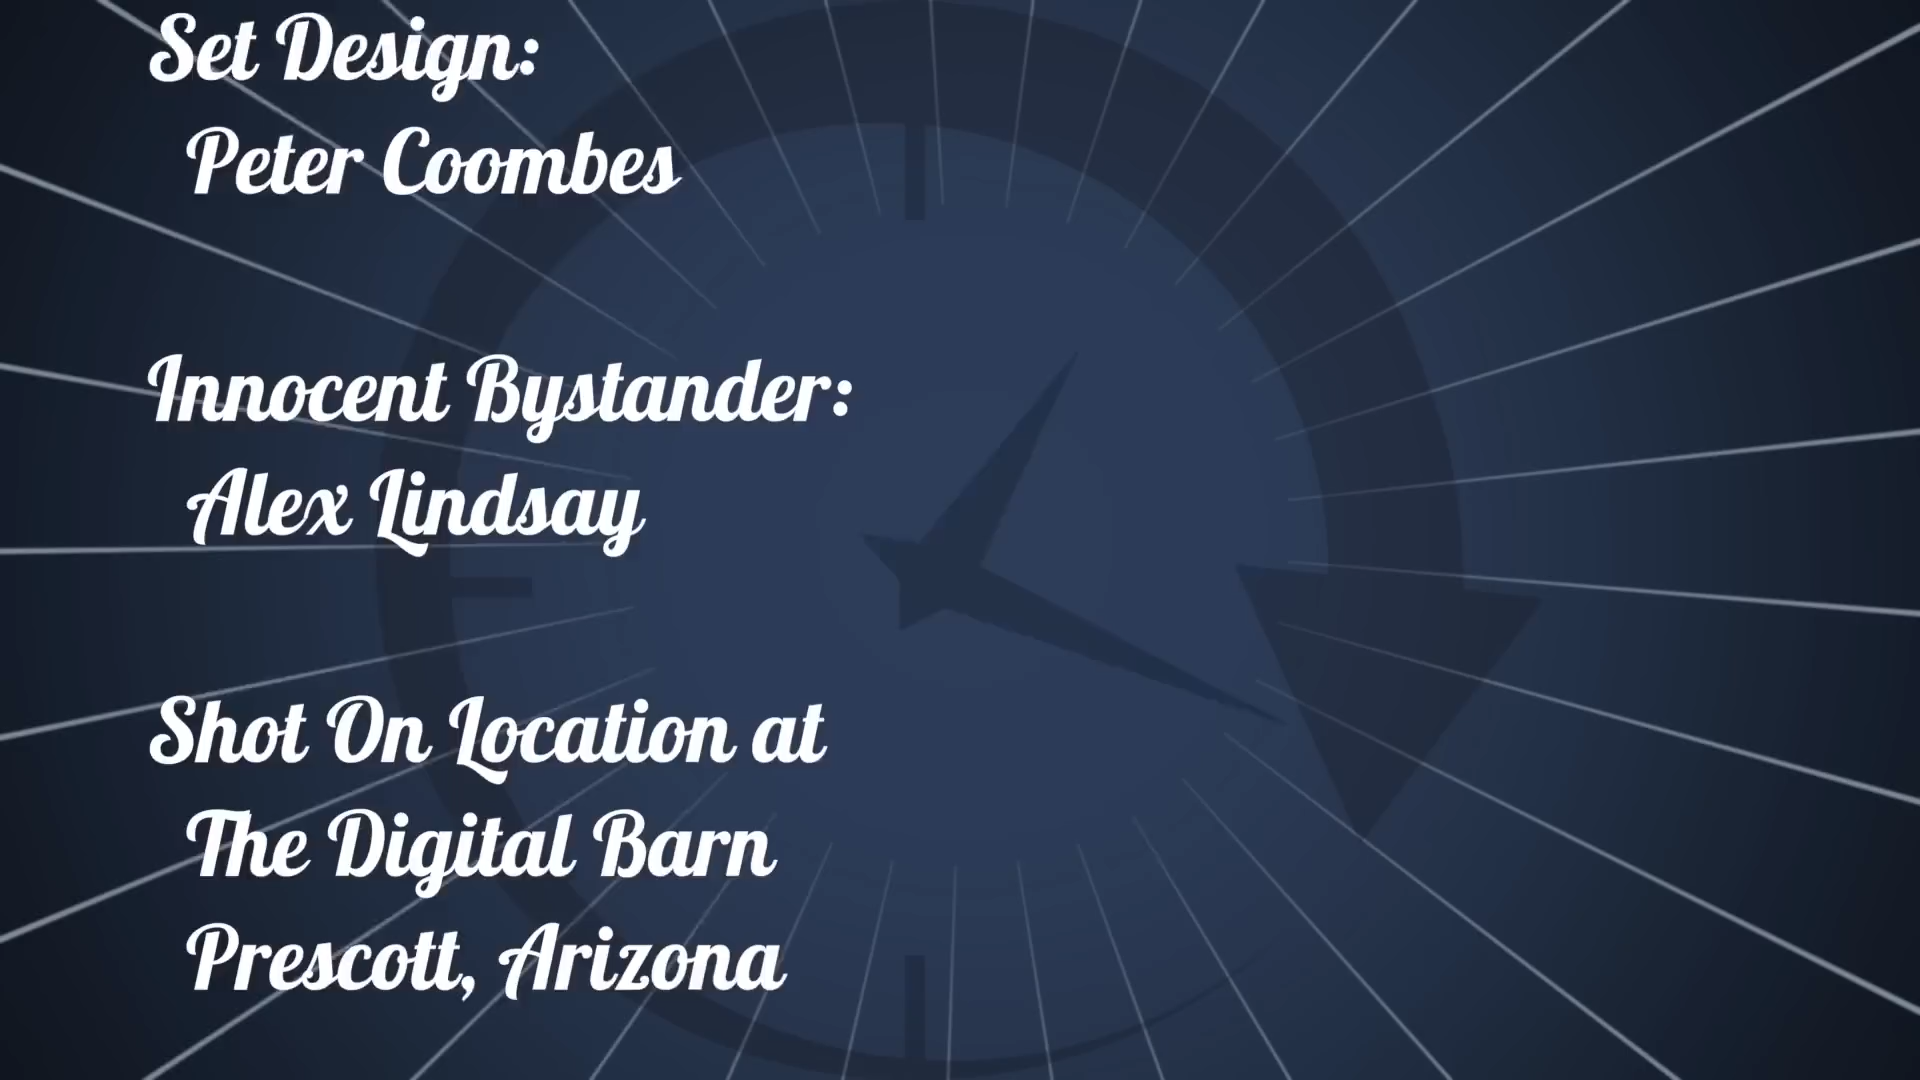 Set Design:
Peter Coombes
Innocent Bystander:
Alex Lindsay
Shot On Location at
The Digital Barn
Prescott, Arizona